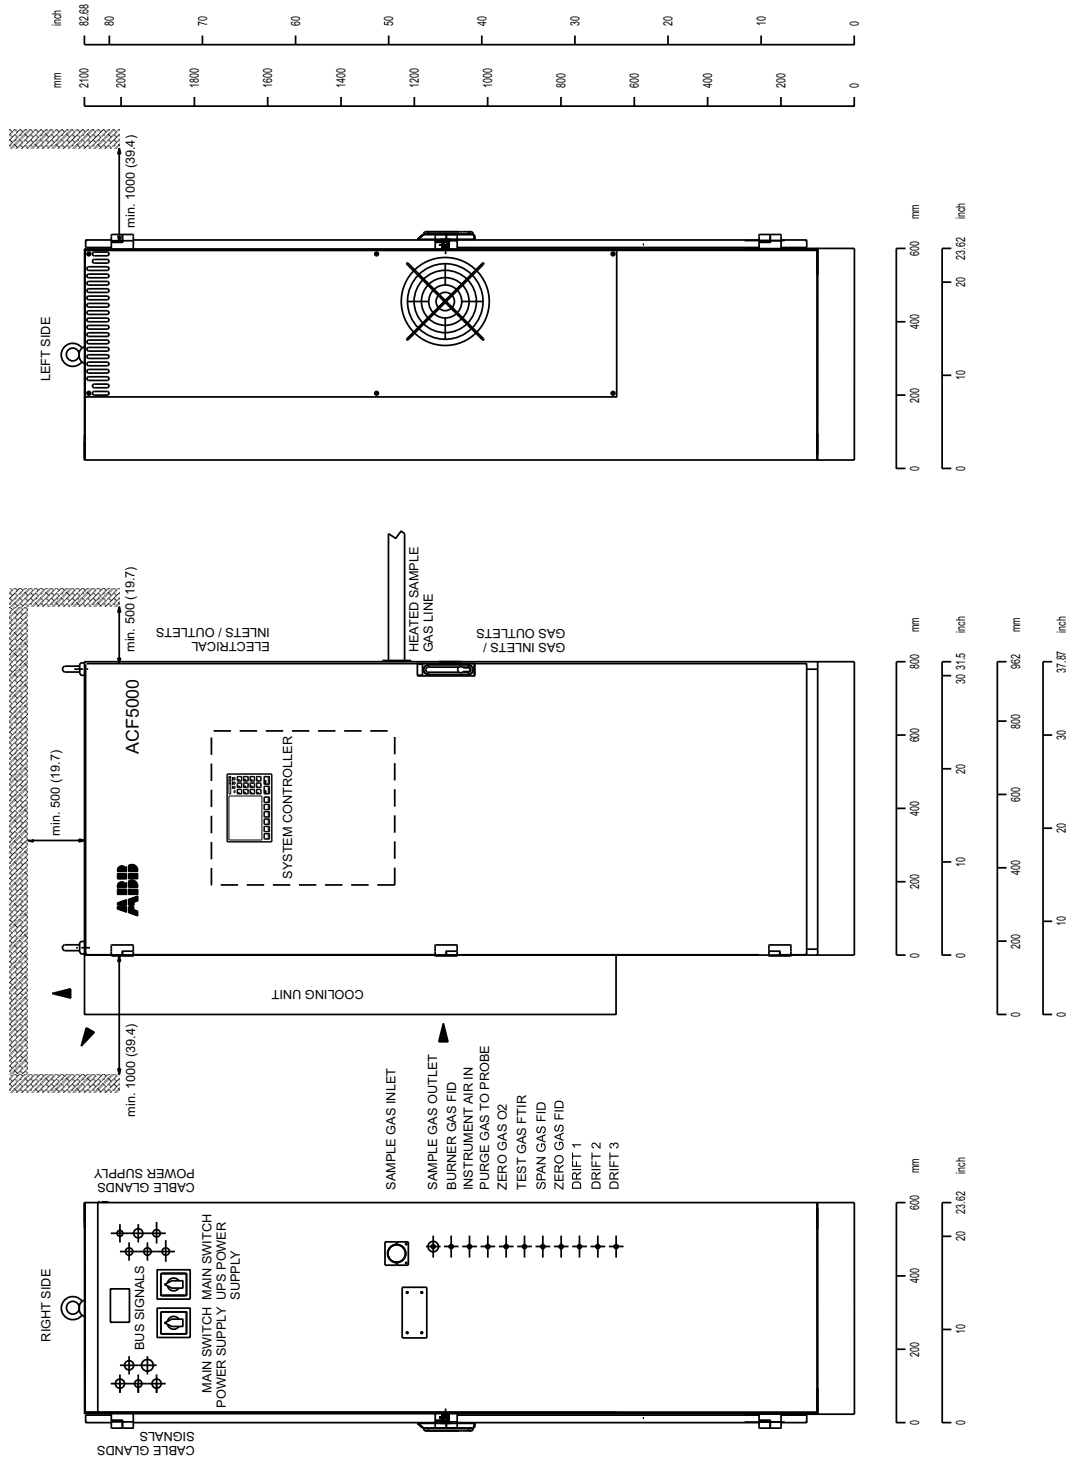 RIGHT SIDE
CABLE GLANDS
SIGNALS
CABLE GLANDS
POWER SUPPLY
BUS SIGNALS
MAIN SWITCH
POWER SUPPLY
MAIN SWITCH
UPS POWER
SUPPLY
SAMPLE GAS INLET
SAMPLE GAS OUTLET
BURNER GAS FID
INSTRUMENT AIR IN
PURGE GAS TO PROBE
ZERO GAS O2
TEST GAS FTIR
SPAN GAS FID
ZERO GAS FID
DRIFT 1
DRIFT 2
DRIFT 3
0 200 400 600 mm
0 10 20 23.62 inch
min. 1000 (39.4)
min. 500 (19.7)
min. 500 (19.7)
ABB
ACF5000
ELECTRICAL
INLETS / OUTLETS
COOLING UNIT
SYSTEM CONTROLLER
HEATED SAMPLE
GAS LINE
GAS INLETS /
GAS OUTLETS
0 200 400 600 800 mm
0 10 20 30 31.5 inch
0 200 400 600 800 962 mm
0 10 20 30 37.87 inch
LEFT SIDE
min. 1000 (39.4)
0 200 400 600 mm
0 10 20 23.62 inch
mm
2100
2000
1800
1600
1400
1200
1000
800
600
400
200
0
inch
82.68
80
70
60
50
40
30
20
10
0